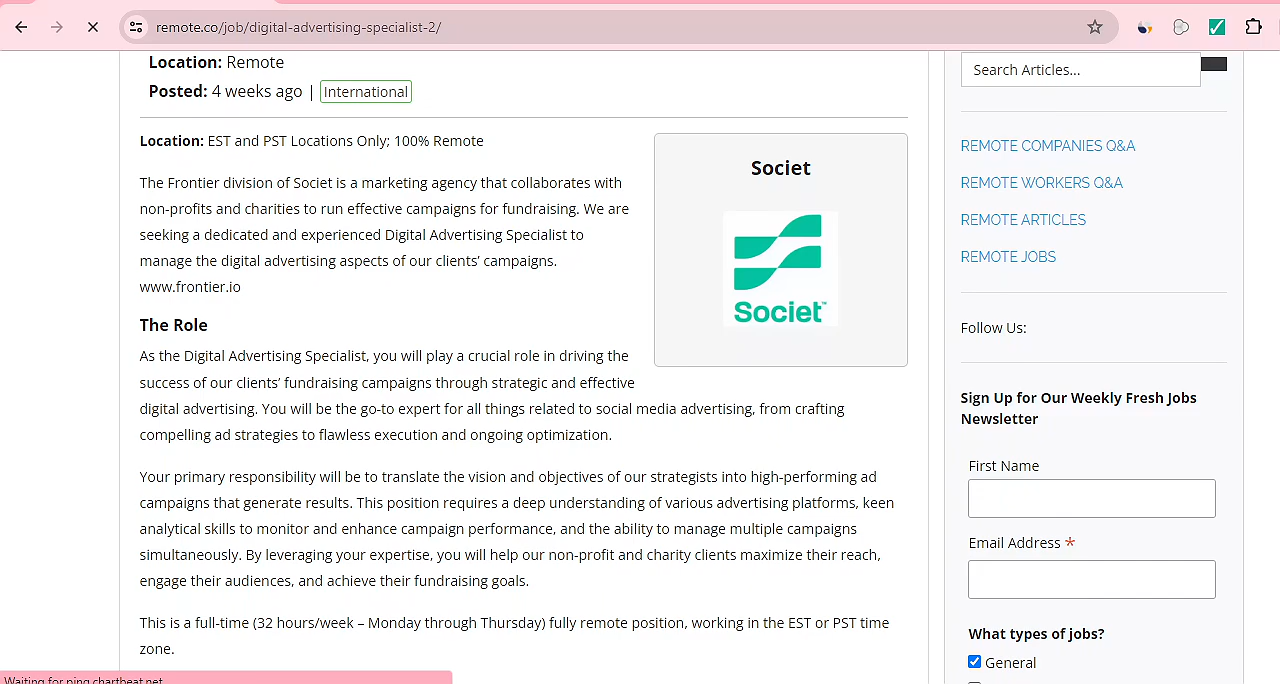 remote.co/job/digital-advertising-specialist-2/
Location: Remote
Posted: 4 weeks ago | International
Location: EST and PST Locations Only; 100% Remote
The Frontier division of Societ is a marketing agency that collaborates with
non-profits and charities to run effective campaigns for fundraising. We are
seeking a dedicated and experienced Digital Advertising Specialist to
manage the digital advertising aspects of our clients’ campaigns.
www.frontier.io
Societ
Societ™
The Role
As the Digital Advertising Specialist, you will play a crucial role in driving the
success of our clients’ fundraising campaigns through strategic and effective
digital advertising. You will be the go-to expert for all things related to social media advertising, from crafting
compelling ad strategies to flawless execution and ongoing optimization.
Your primary responsibility will be to translate the vision and objectives of our strategists into high-performing ad
campaigns that generate results. This position requires a deep understanding of various advertising platforms, keen
analytical skills to monitor and enhance campaign performance, and the ability to manage multiple campaigns
simultaneously. By leveraging your expertise, you will help our non-profit and charity clients maximize their reach,
engage their audiences, and achieve their fundraising goals.
This is a full-time (32 hours/week – Monday through Thursday) fully remote position, working in the EST or PST time
zone.
Waiting for ping.chartbeat.net...
Search Articles...
REMOTE COMPANIES Q&A
REMOTE WORKERS Q&A
REMOTE ARTICLES
REMOTE JOBS
Follow Us:
Sign Up for Our Weekly Fresh Jobs
Newsletter
First Name
Email Address *
What types of jobs?
General